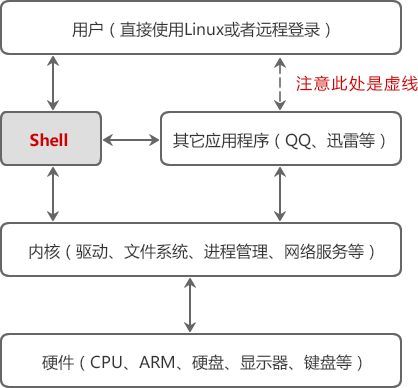 用户（直接使用Linux或者远程登录）
注意此处是虚线
Shell
其它应用程序（QQ、迅雷等）
内核（驱动、文件系统、进程管理、网络服务等）
硬件（CPU、ARM、硬盘、显示器、键盘等）